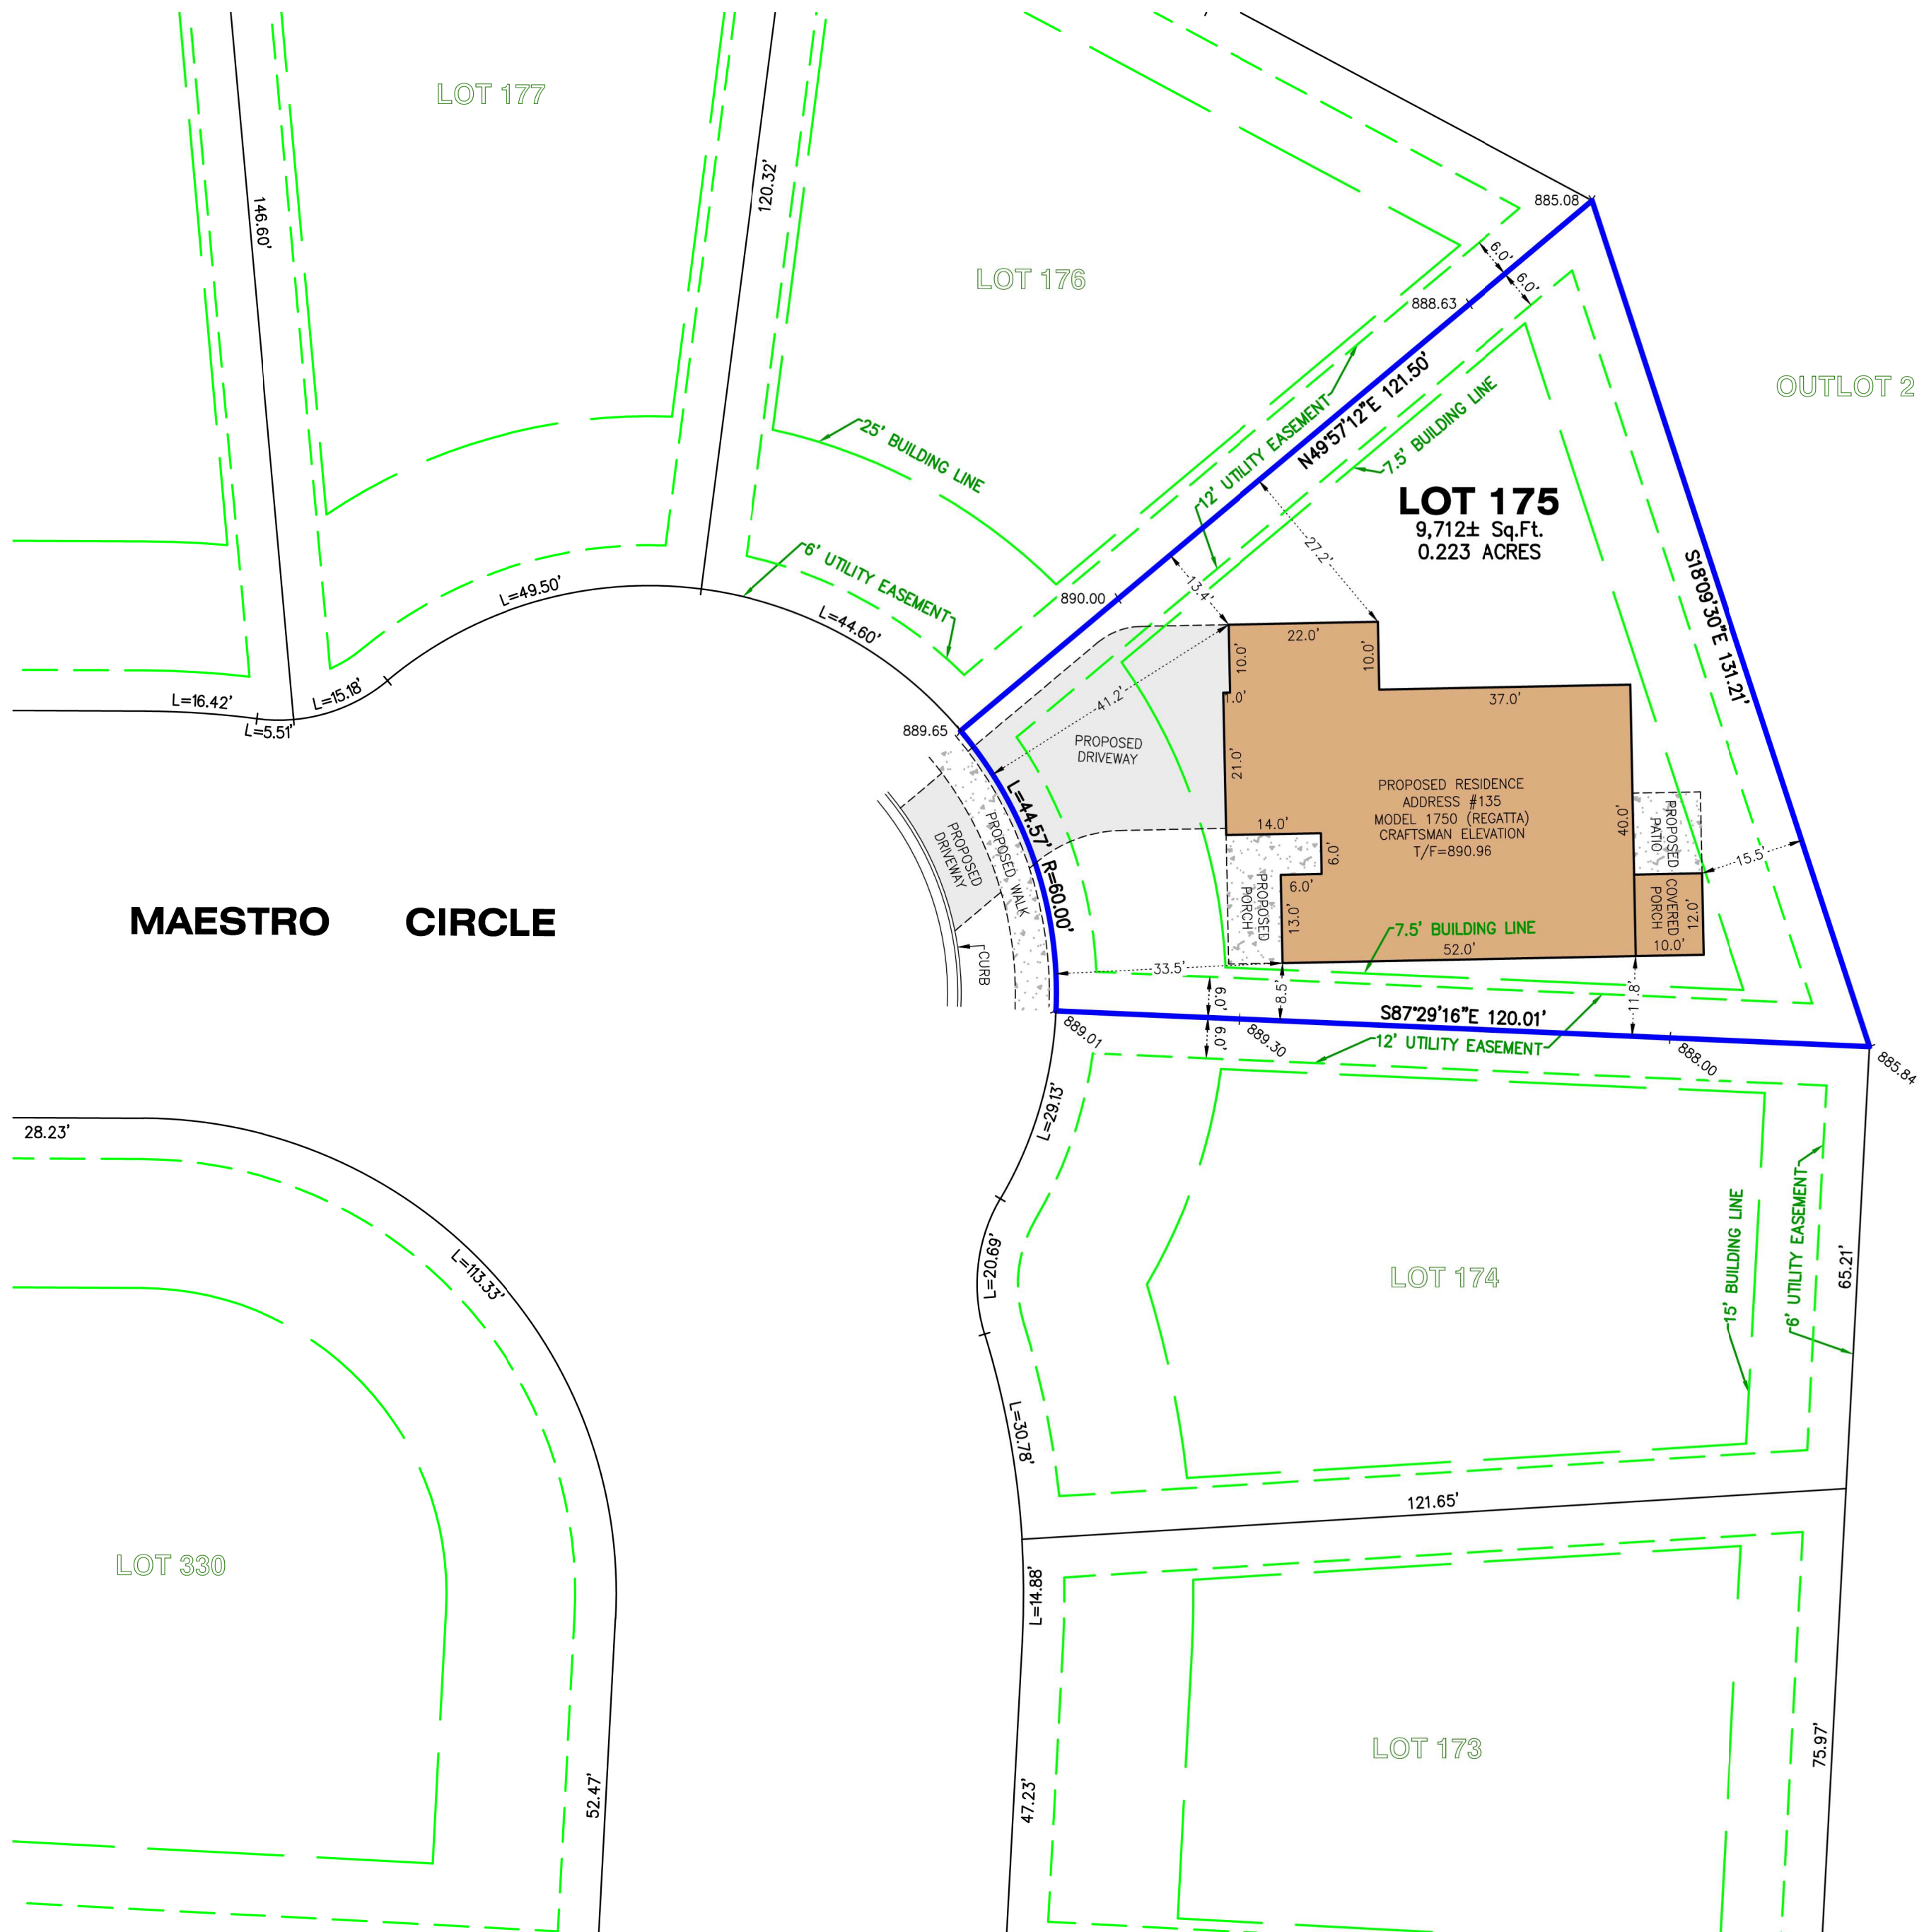 LOT 177
146.60'
120.32'
LOT 176
885.08
6.0'
6.0'
888.63
OUTLOT 2
N49°57'12"E 121.50'
12' UTILITY EASEMENT
7.5' BUILDING LINE
25' BUILDING LINE
LOT 175
9,712± Sq.Ft.
0.223 ACRES
27.2'
S18°09'30"E 131.21'
6' UTILITY EASEMENT
L=49.50'
L=44.60'
890.00
13.4'
22.0'
10.0'
10.0'
1.0'
37.0'
41.2'
L=16.42'
L=15.18'
L=5.51'
889.65
PROPOSED
DRIVEWAY
21.0'
PROPOSED RESIDENCE
ADDRESS #135
MODEL 1750 (REGATTA)
CRAFTSMAN ELEVATION
T/F=890.96
40.0'
PROPOSED
PATIO
15.5'
L=44.57' R=60.00'
PROPOSED WALK
PROPOSED
DRIVEWAY
14.0'
6.0'
6.0'
PROPOSED
PORCH
13.0'
COVERED
PORCH
12.0'
10.0'
MAESTRO CIRCLE
7.5' BUILDING LINE
52.0'
CURB
33.5'
6.0'
8.5'
11.8'
S87°29'16"E 120.01'
889.01
6.0'
889.30
12' UTILITY EASEMENT
888.00
885.84
28.23'
L=29.13'
L=113.33'
L=20.69'
LOT 174
15' BUILDING LINE
6' UTILITY EASEMENT
65.21'
L=30.78'
121.65'
LOT 330
L=14.88'
LOT 173
52.47'
47.23'
75.97'